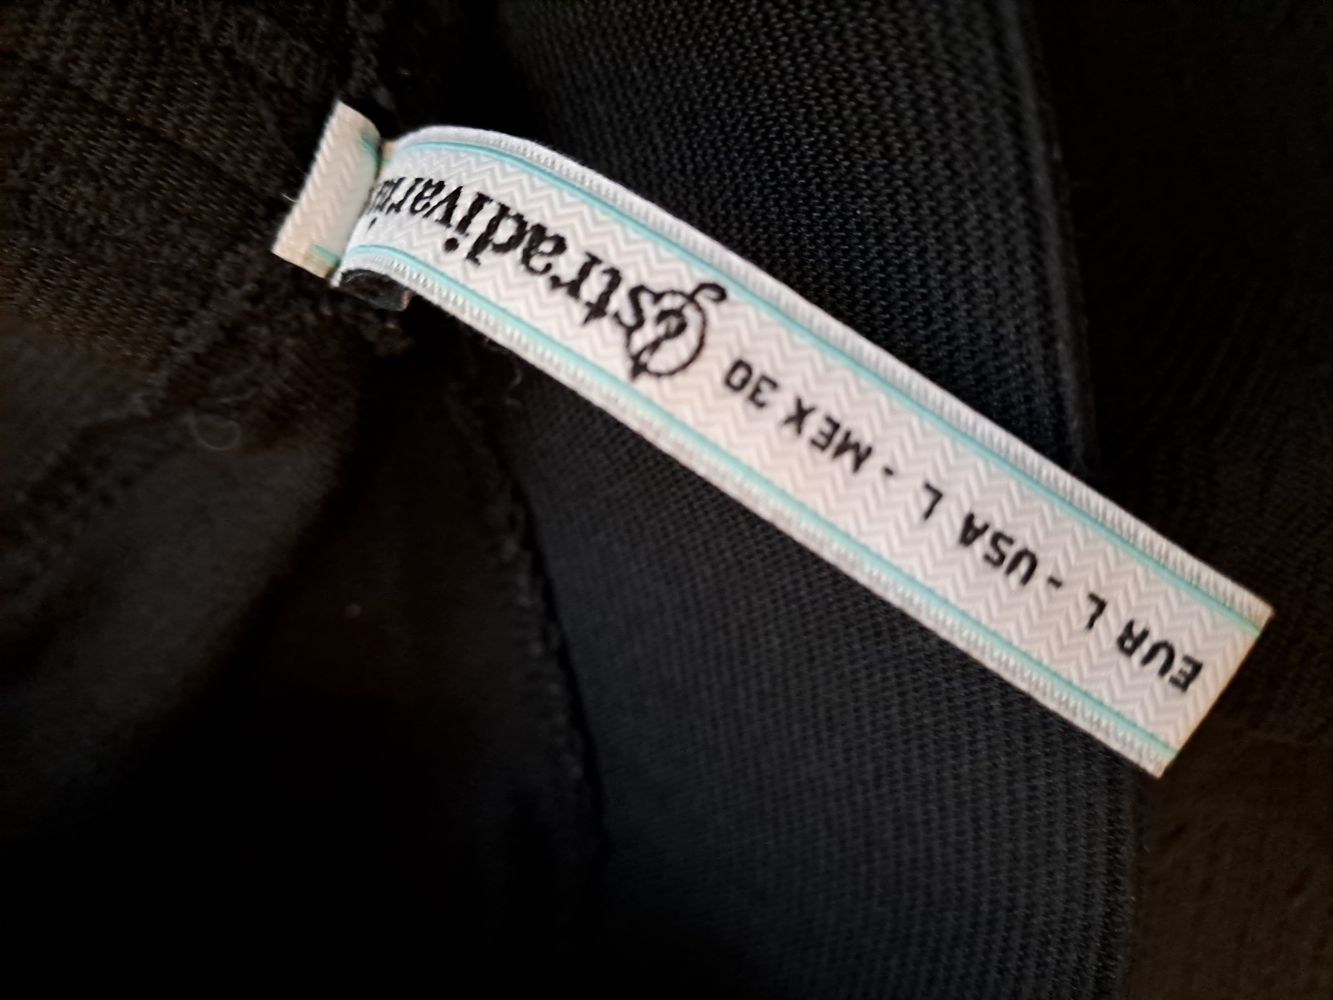 Stradivarius
EUR L - USA L - MEX 30